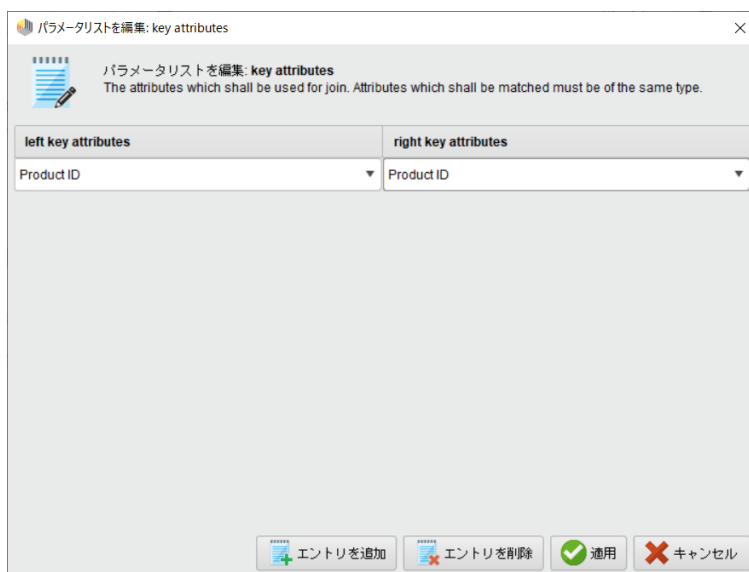 パラメータリストを編集: key attributes
パラメータリストを編集: key attributes
The attributes which shall be used for join. Attributes which shall be matched must be of the same type.
left key attributes right key attributes
Product ID Product ID
エントリを追加 エントリを削除 適用 キャンセル